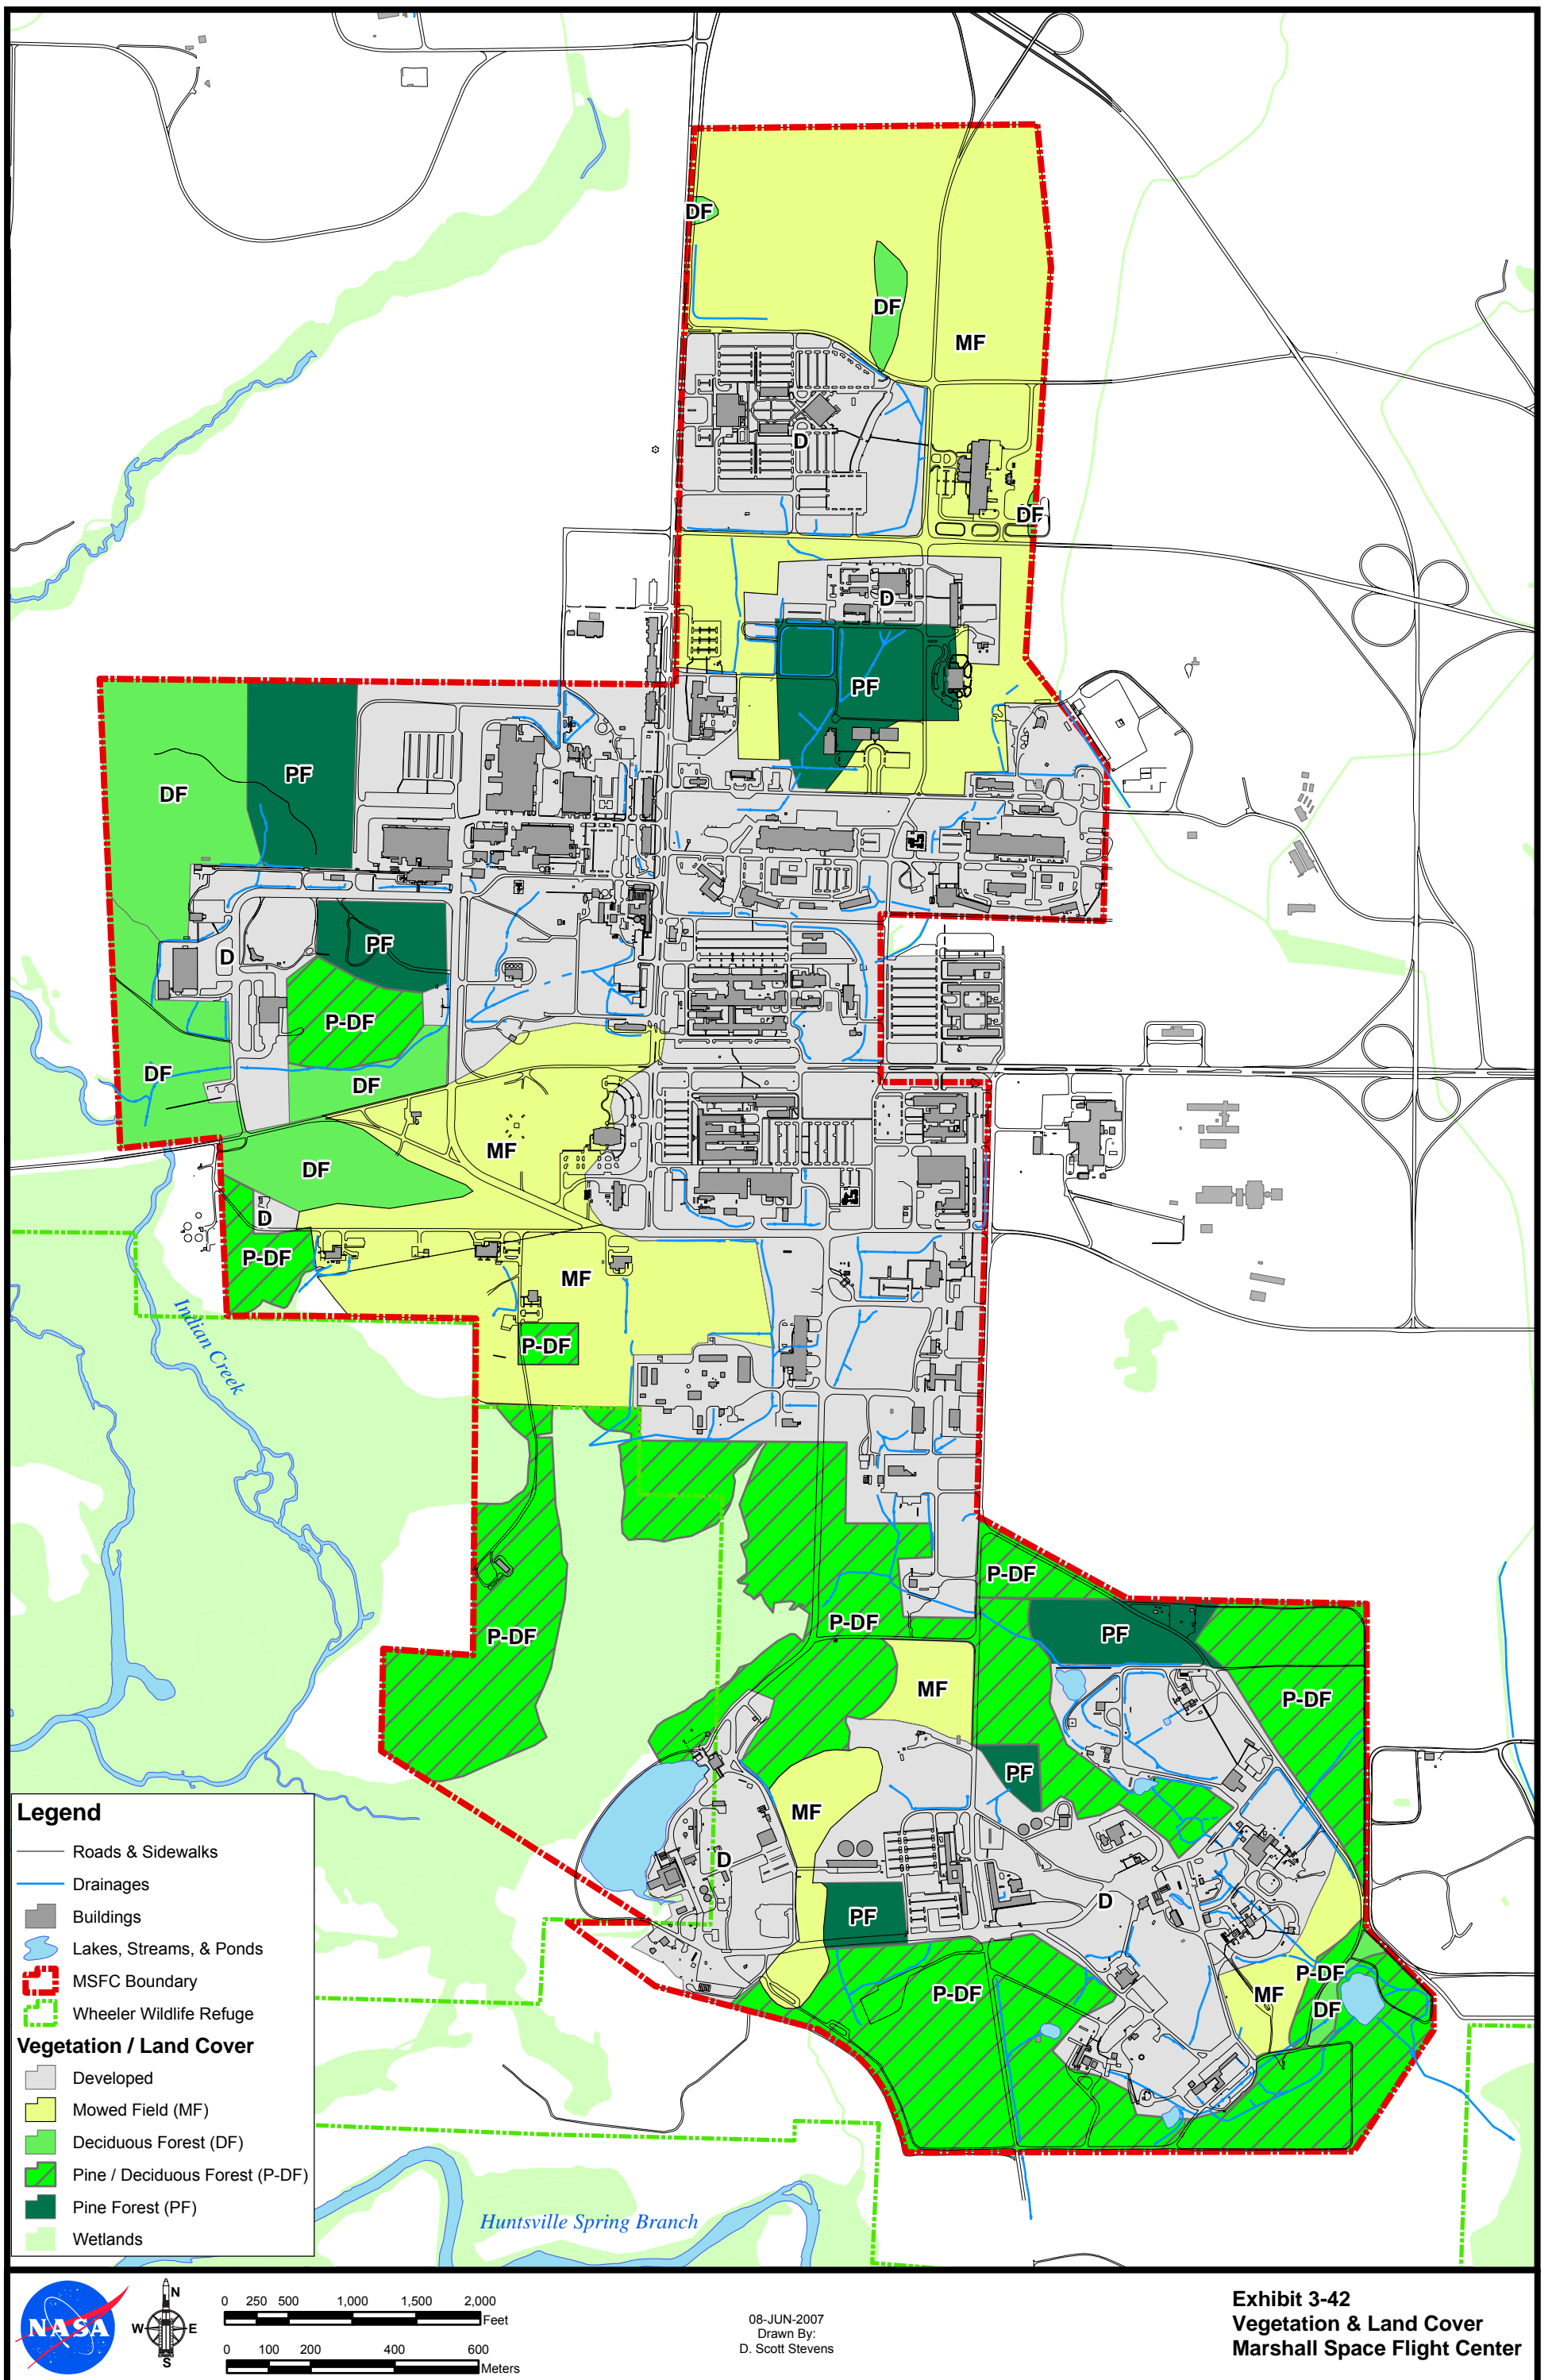 DF
DF
MF
D
DF
D
PF
PF
DF
PF
D
P-DF
DF
DF
MF
DF
D
P-DF
MF
Indian Creek
P-DF
P-DF
P-DF
P-DF
PF
MF
P-DF
PF
MF
D
D
PF
P-DF
P-DF
MF
DF
Legend
Roads & Sidewalks
Drainages
Buildings
Lakes, Streams, & Ponds
MSFC Boundary
Wheeler Wildlife Refuge
Vegetation / Land Cover
Developed
Mowed Field (MF)
Deciduous Forest (DF)
Pine / Deciduous Forest (P-DF)
Pine Forest (PF)
Wetlands
Huntsville Spring Branch
NASA
N
W
E
S
0 250 500 1,000 1,500 2,000
Feet
0 100 200 400 600
Meters
08-JUN-2007
Drawn By:
D. Scott Stevens
Exhibit 3-42
Vegetation & Land Cover
Marshall Space Flight Center